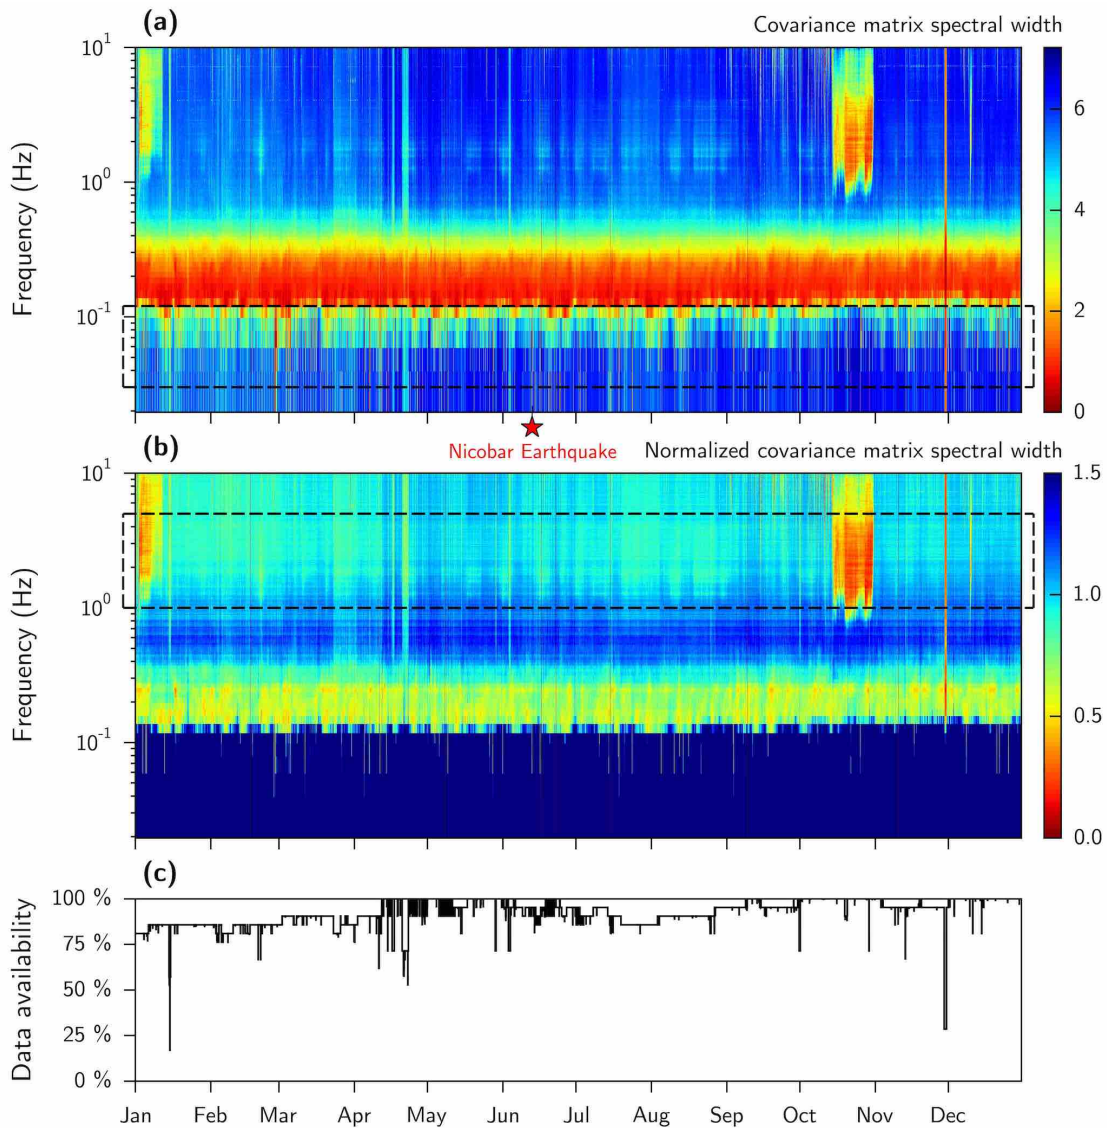 (a)
Covariance matrix spectral width
Frequency (Hz)
10^1
10^0
10^-1
6
4
2
0
Nicobar Earthquake
(b)
Normalized covariance matrix spectral width
Frequency (Hz)
10^1
10^0
10^-1
1.5
1.0
0.5
0.0
(c)
Data availability
100 %
75 %
50 %
25 %
0 %
Jan Feb Mar Apr May Jun Jul Aug Sep Oct Nov Dec